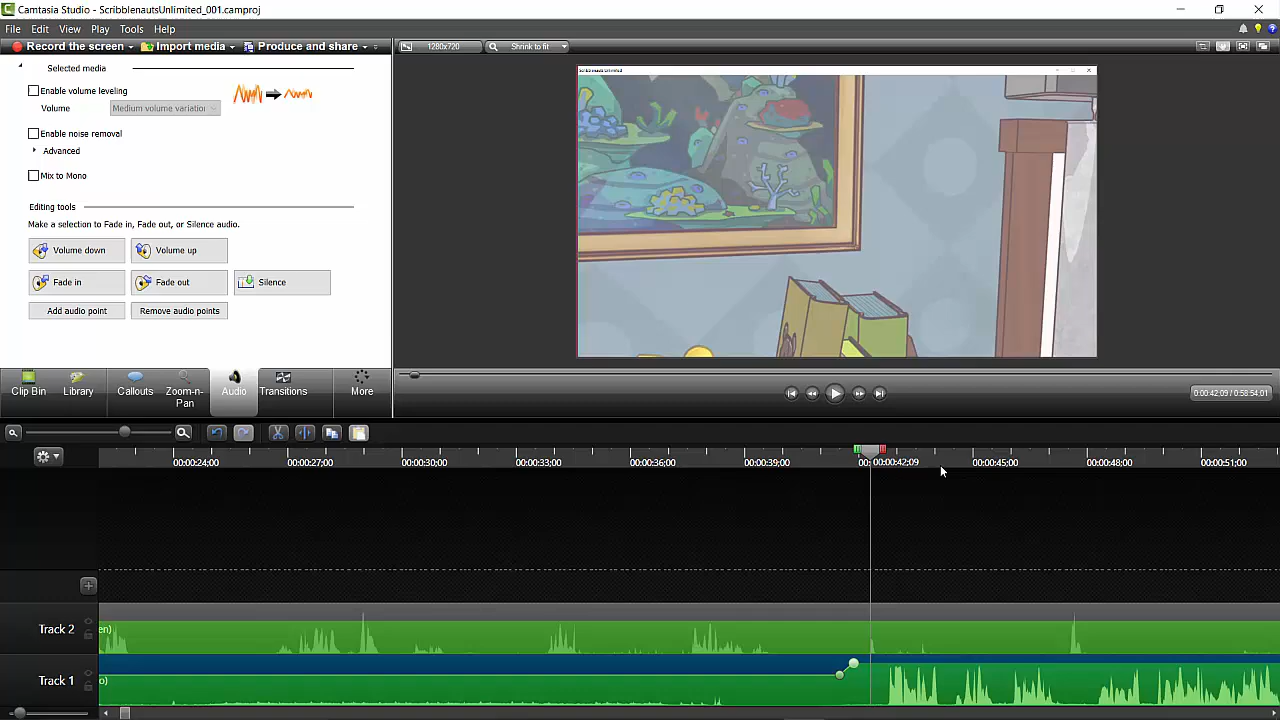 Camtasia Studio - ScribblenautsUnlimited_001.camproj
File Edit View Play Tools Help
Record the screen Import media Produce and share
1280x720 Shrink to fit
Selected media
Enable volume leveling
Volume Medium volume variation
Enable noise removal
Advanced
Mix to Mono
Editing tools
Make a selection to Fade in, Fade out, or Silence audio.
Volume down Volume up
Fade in Fade out Silence
Add audio point Remove audio points
Clip Bin Library Callouts Zoom-n-Pan Audio Transitions More
0:00:42;09 / 0:58:54;01
00:00:24;00 00:00:27;00 00:00:30;00 00:00:33;00 00:00:36;00 00:00:39;00 00:00:42;09 00:00:45;00 00:00:48;00 00:00:51;00
Track 2 en)
Track 1 o)